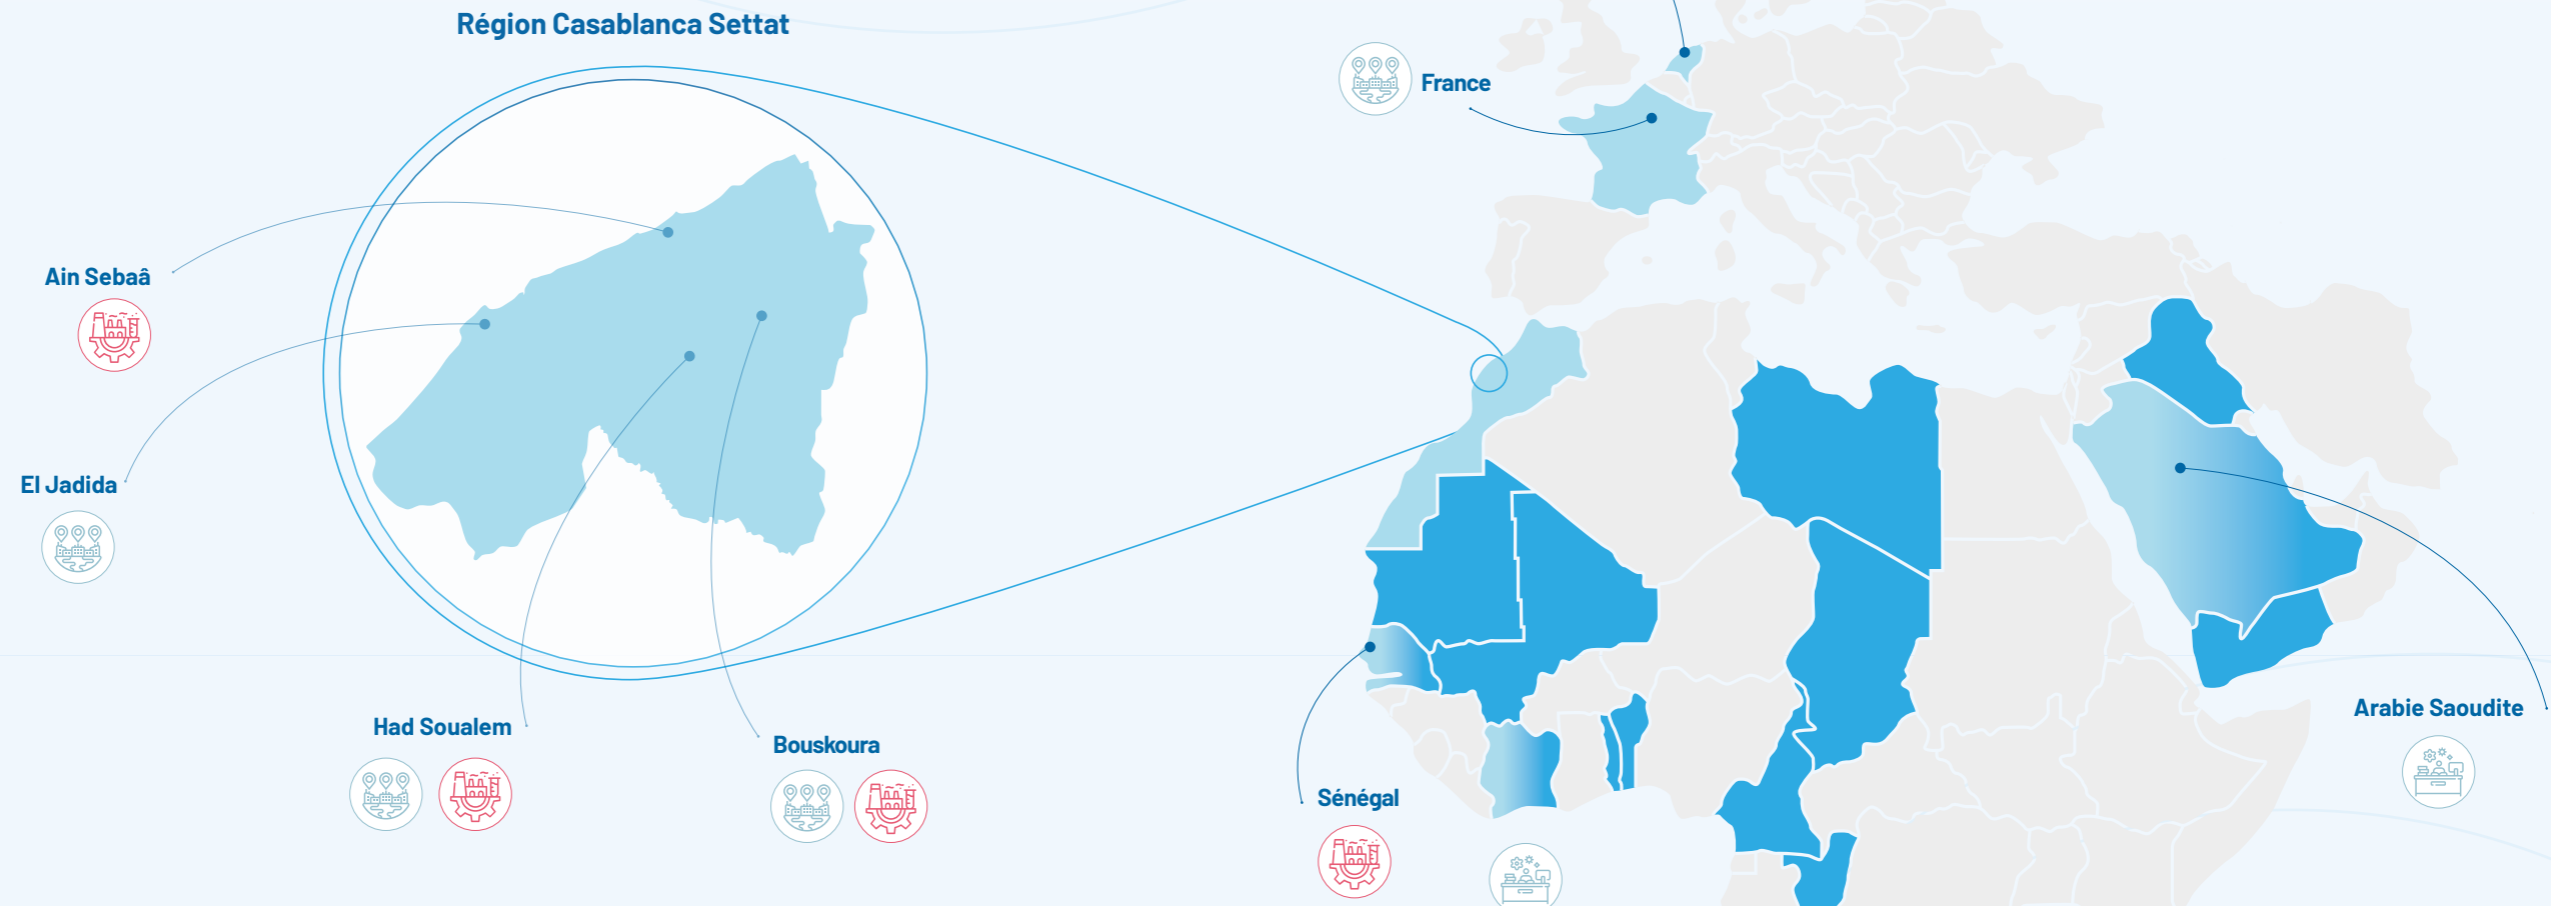 Région Casablanca Settat
France
Ain Sebaâ
El Jadida
Had Soualem
Bouskoura
Sénégal
Arabie Saoudite